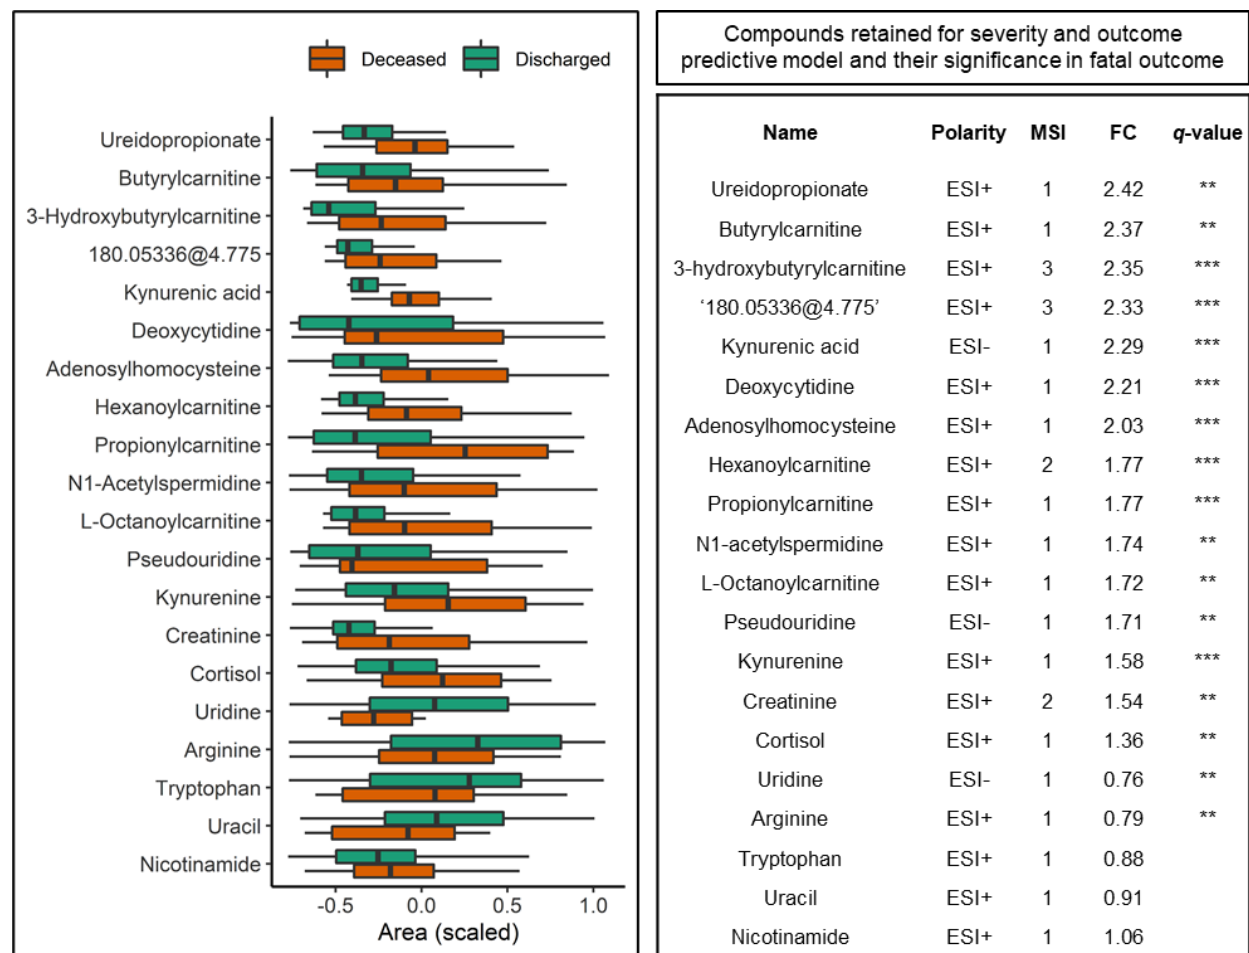 Deceased Discharged
Ureidopropionate
Butyrylcarnitine
3-Hydroxybutyrylcarnitine
180.05336@4.775
Kynurenic acid
Deoxycytidine
Adenosylhomocysteine
Hexanoylcarnitine
Propionylcarnitine
N1-Acetylspermidine
L-Octanoylcarnitine
Pseudouridine
Kynurenine
Creatinine
Cortisol
Uridine
Arginine
Tryptophan
Uracil
Nicotinamide
-0.5 0.0 0.5 1.0
Area (scaled)
Compounds retained for severity and outcome
predictive model and their significance in fatal outcome
Name Polarity MSI FC q-value
Ureidopropionate ESI+ 1 2.42 **
Butyrylcarnitine ESI+ 1 2.37 **
3-hydroxybutyrylcarnitine ESI+ 3 2.35 ***
‘180.05336@4.775’ ESI+ 3 2.33 ***
Kynurenic acid ESI- 1 2.29 ***
Deoxycytidine ESI+ 1 2.21 ***
Adenosylhomocysteine ESI+ 1 2.03 ***
Hexanoylcarnitine ESI+ 2 1.77 ***
Propionylcarnitine ESI+ 1 1.77 ***
N1-acetylspermidine ESI+ 1 1.74 **
L-Octanoylcarnitine ESI+ 1 1.72 **
Pseudouridine ESI- 1 1.71 **
Kynurenine ESI+ 1 1.58 ***
Creatinine ESI+ 2 1.54 **
Cortisol ESI+ 1 1.36 **
Uridine ESI- 1 0.76 **
Arginine ESI+ 1 0.79 **
Tryptophan ESI+ 1 0.88
Uracil ESI+ 1 0.91
Nicotinamide ESI+ 1 1.06